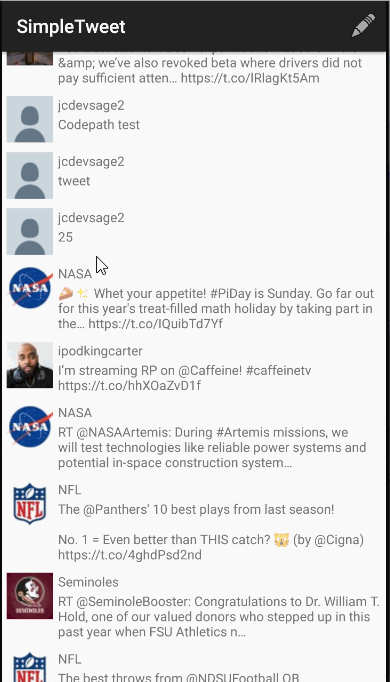 SimpleTweet
&amp; we’ve also revoked beta where drivers did not
pay sufficient atten… https://t.co/lRlagKt5Am
jcdevsage2
Codepath test
jcdevsage2
tweet
jcdevsage2
25
NASA
NASA
🥧✨ Whet your appetite! #PiDay is Sunday. Go far out
for this year's treat-filled math holiday by taking part in
the… https://t.co/IQuibTd7Yf
ipodkingcarter
I’m streaming RP on @Caffeine! #caffeinetv
https://t.co/hhXOaZvD1f
NASA
NASA
RT @NASAArtemis: During #Artemis missions, we
will test technologies like reliable power systems and
potential in-space construction system…
NFL
NFL
The @Panthers’ 10 best plays from last season!
No. 1 = Even better than THIS catch? 😹 (by @Cigna)
https://t.co/4ghdPsd2nd
SEMINOLES
Seminoles
RT @SeminoleBooster: Congratulations to Dr. William T.
Hold, one of our valued donors who stepped up in this
past year when FSU Athletics n…
NFL
The best throws from @NDSUFootball QB